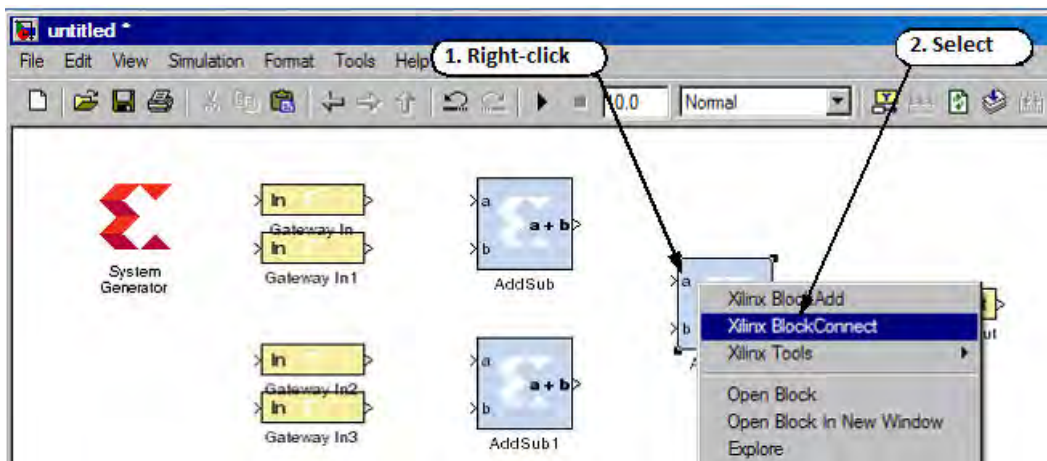 untitled *
1. Right-click
2. Select
File Edit View Simulation Format Tools Help
Normal
In
Gateway In
In
Gateway In1
a
b
a + b
AddSub
System
Generator
a
b
Xilinx BlockAdd
Xilinx BlockConnect
Xilinx Tools
Open Block
Open Block In New Window
Explore
In
Gateway In2
In
Gateway In3
a
b
a + b
AddSub1